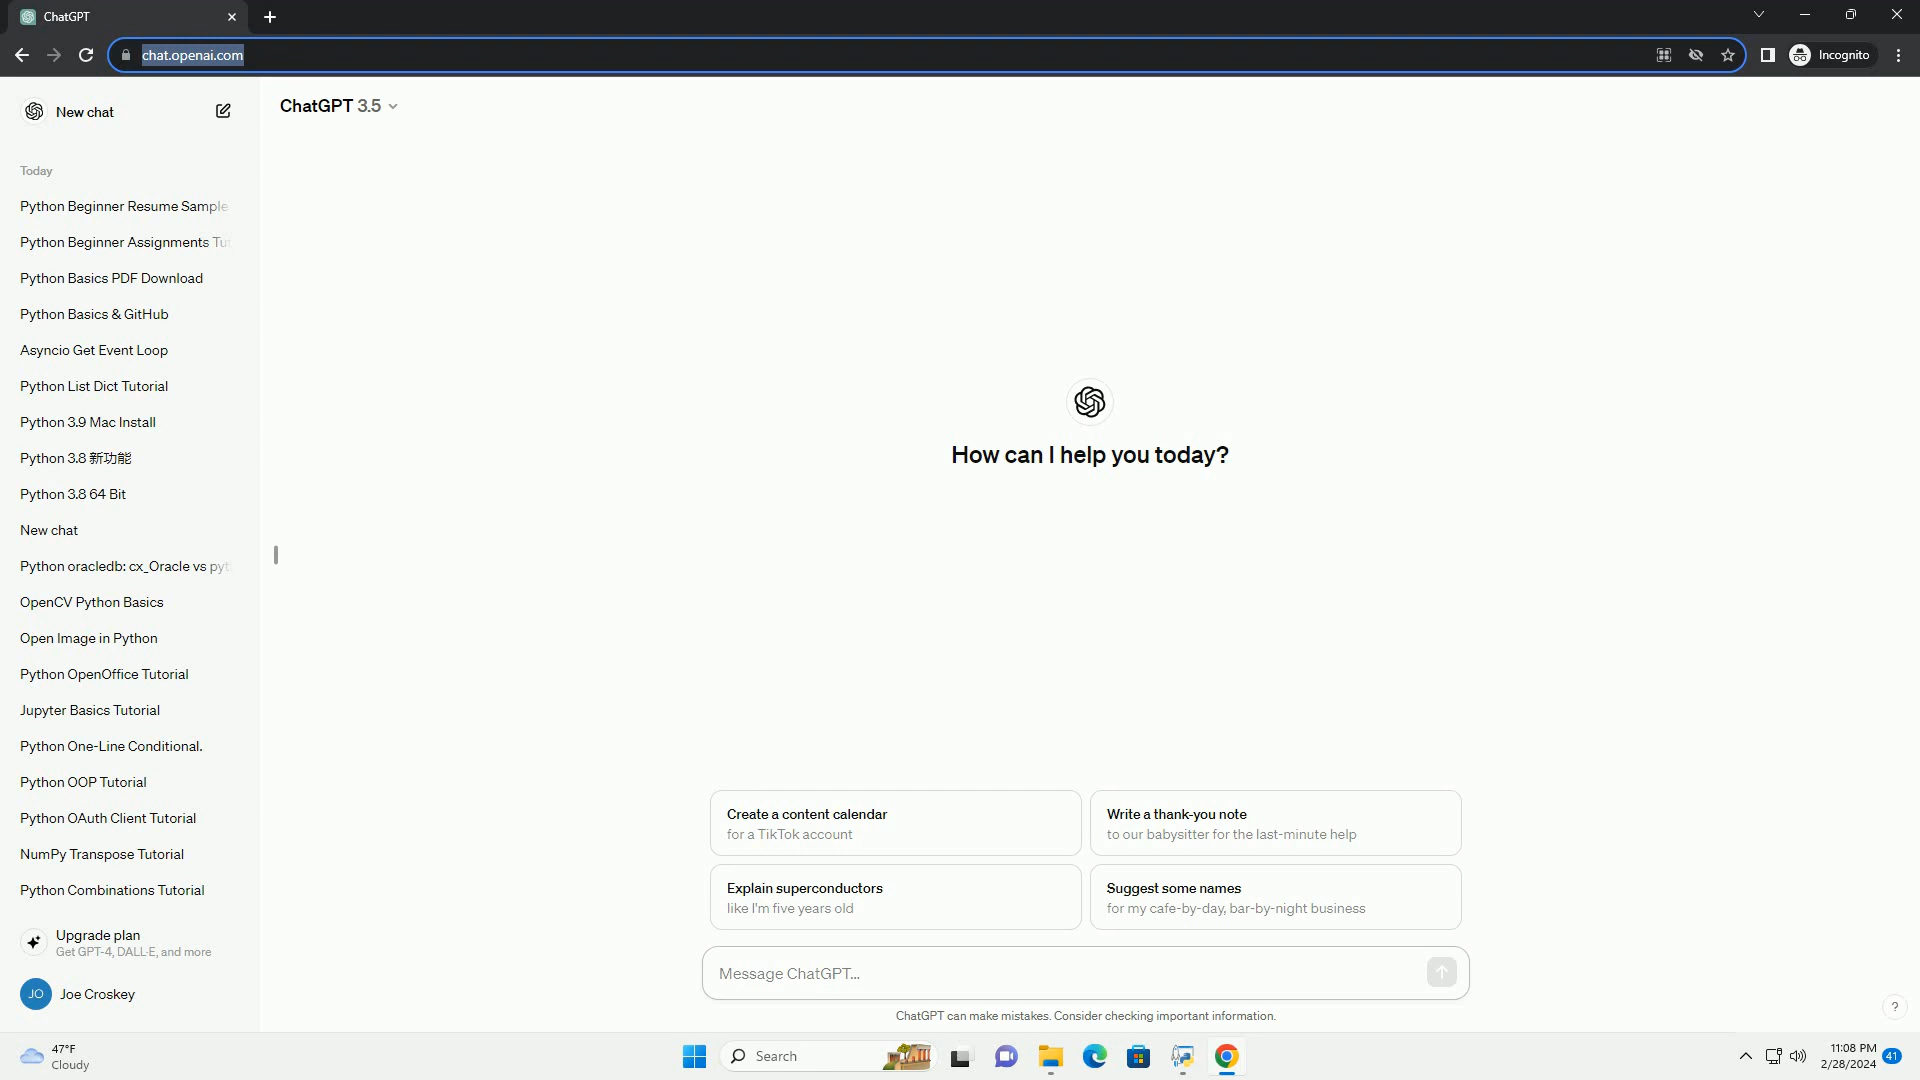 ChatGPT
chat.openai.com
Incognito
New chat
ChatGPT 3.5
Today
Python Beginner Resume Sample
Python Beginner Assignments Tut
Python Basics PDF Download
Python Basics & GitHub
Asyncio Get Event Loop
Python List Dict Tutorial
Python 3.9 Mac Install
Python 3.8 新功能
Python 3.8 64 Bit
New chat
Python oracledb: cx_Oracle vs pyt
OpenCV Python Basics
Open Image in Python
Python OpenOffice Tutorial
Jupyter Basics Tutorial
Python One-Line Conditional.
Python OOP Tutorial
Python OAuth Client Tutorial
NumPy Transpose Tutorial
Python Combinations Tutorial
Upgrade plan
Get GPT-4, DALL·E, and more
JO Joe Croskey
How can I help you today?
Create a content calendar
for a TikTok account
Write a thank-you note
to our babysitter for the last-minute help
Explain superconductors
like I'm five years old
Suggest some names
for my cafe-by-day, bar-by-night business
Message ChatGPT...
ChatGPT can make mistakes. Consider checking important information.
?
47°F
Cloudy
Search
11:08 PM
2/28/2024
41